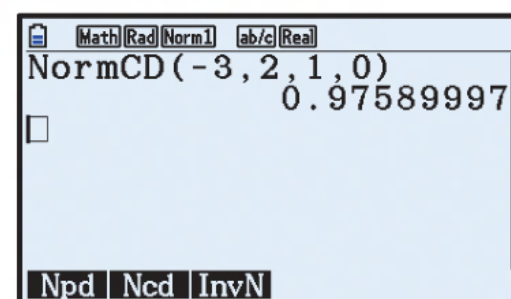 Math Rad Norm1 ab/c Real
NormCD(-3,2,1,0)
0.97589997
Npd Ncd InvN